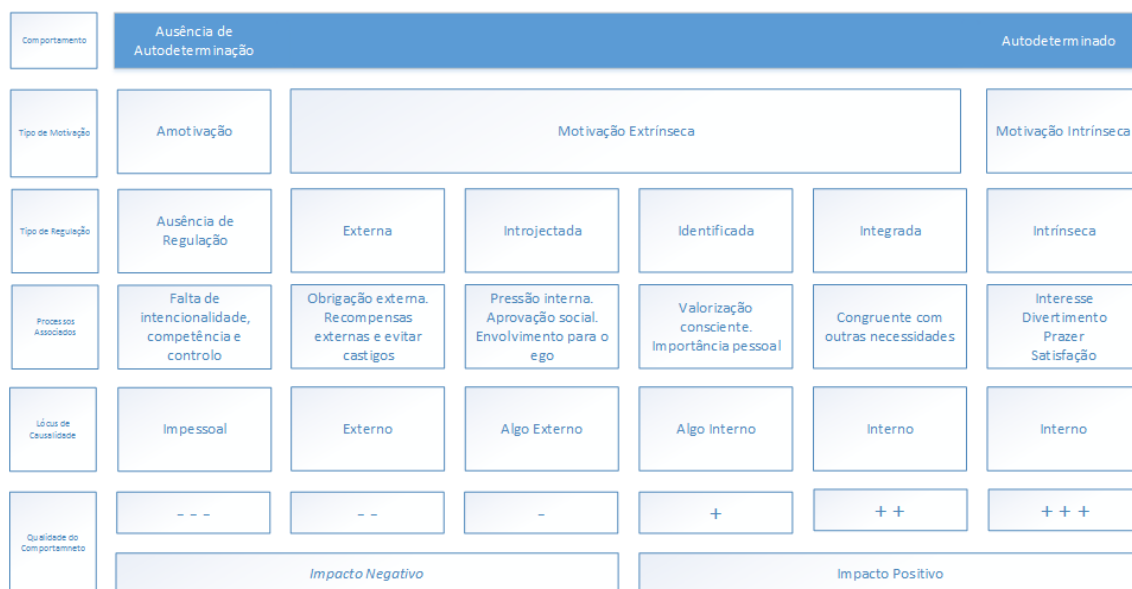 Comportamento
Ausência de
Autodeterminação
Autodeterminado
Tipo de Motivação
Amotivação
Motivação Extrínseca
Motivação Intrínseca
Tipo de Regulação
Ausência de
Regulação
Externa
Introjectada
Identificada
Integrada
Intrínseca
Processos
Associados
Falta de
intencionalidade,
competência e
controlo
Obrigação externa.
Recompensas
externas e evitar
castigos
Pressão interna.
Aprovação social.
Envolvimento para o
ego
Valorização
consciente.
Importância pessoal
Congruente com
outras necessidades
Interesse
Divertimento
Prazer
Satisfação
Lócus de
Causalidade
Impessoal
Externo
Algo Externo
Algo Interno
Interno
Interno
Qualidade do
Comportamneto
- - -
- -
-
+
+ +
+ + +
Impacto Negativo
Impacto Positivo